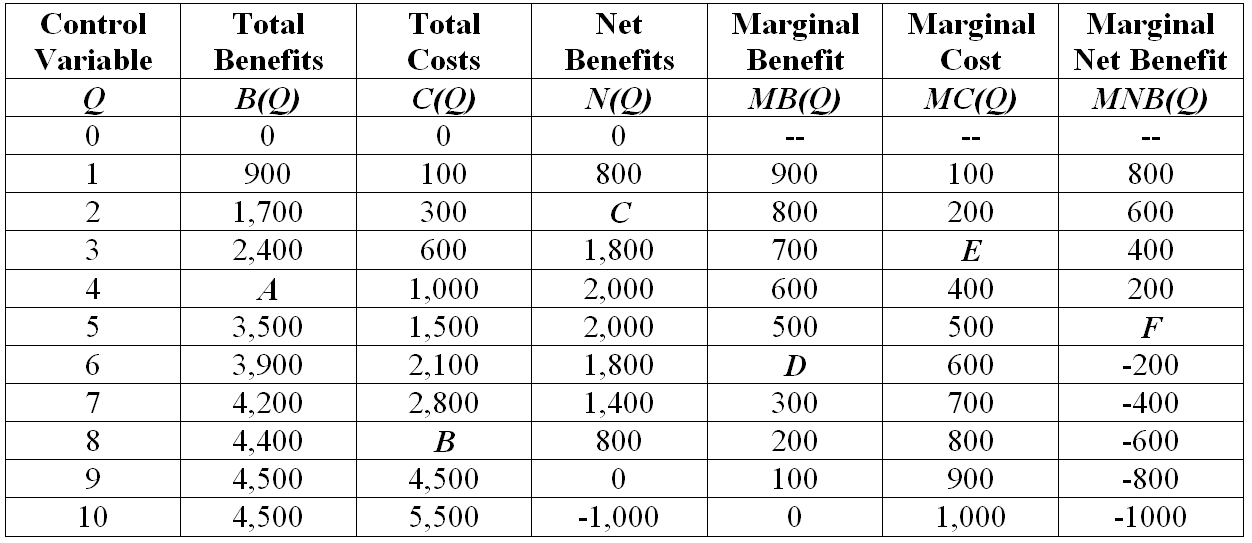 Control Variable Total Benefits Total Costs Net Benefits Marginal Benefit Marginal Cost Marginal Net Benefit
Q B(Q) C(Q) N(Q) MB(Q) MC(Q) MNB(Q)
0 0 0 0 -- -- --
1 900 100 800 900 100 800
2 1,700 300 C 800 200 600
3 2,400 600 1,800 700 E 400
4 A 1,000 2,000 600 400 200
5 3,500 1,500 2,000 500 500 F
6 3,900 2,100 1,800 D 600 -200
7 4,200 2,800 1,400 300 700 -400
8 4,400 B 800 200 800 -600
9 4,500 4,500 0 100 900 -800
10 4,500 5,500 -1,000 0 1,000 -1000